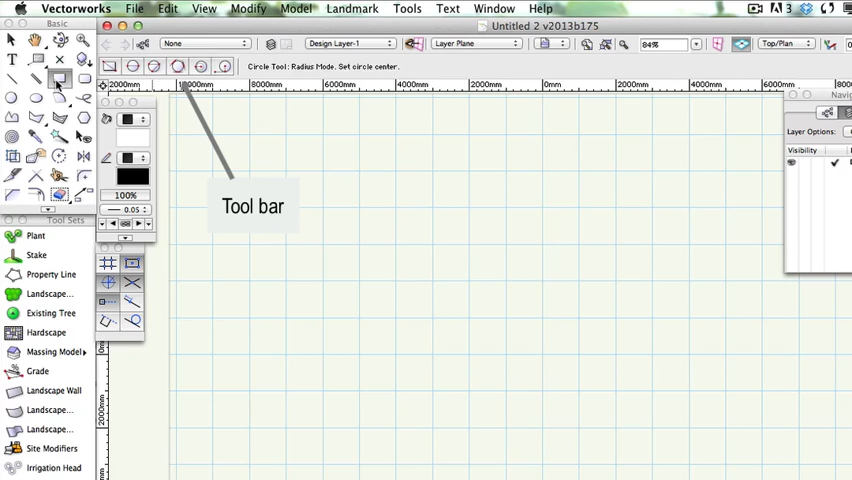 Vectorworks File Edit View Modify Model Landmark Tools Text Window Help
Basic
Untitled 2 v2013b175
None
Design Layer-1
Layer Plane
84%
Top/Plan
Circle Tool: Radius Mode. Set circle center.
2000mm
8000mm
6000mm
4000mm
2000mm
0mm
2000mm
4000mm
6000mm
Layer Options:
Visibility
100%
0.05
Tool bar
Tool Sets
Plant
Stake
Property Line
Landscape...
Existing Tree
Hardscape
Massing Model
Grade
Landscape Wall
Landscape...
Landscape...
Site Modifiers
Irrigation Head
0mm
2000mm